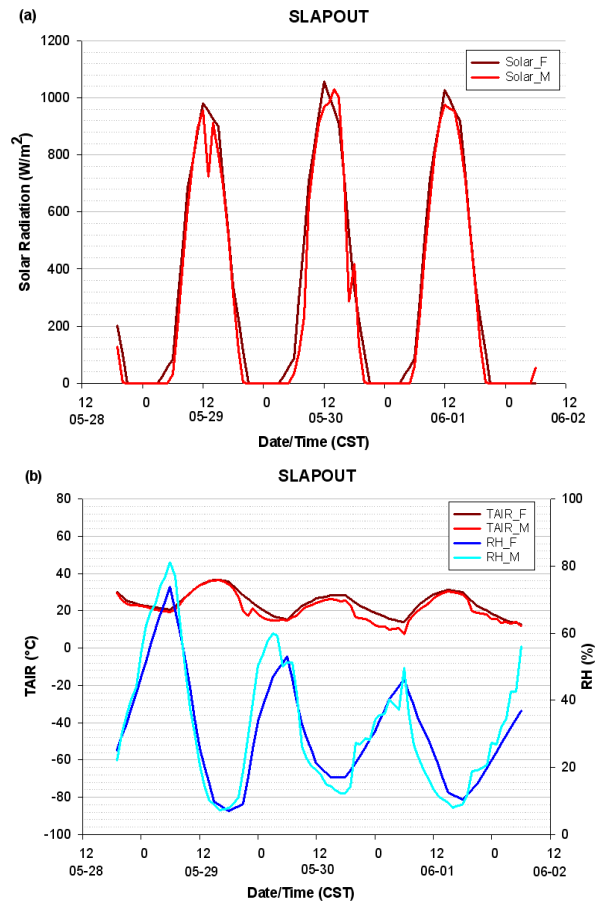 (a)
SLAPOUT
1200
1000
800
600
400
200
0
Solar Radiation (W/m²)
Solar_F
Solar_M
12 0 12 0 12 0 12 0 12
05-28 05-29 05-30 06-01 06-02
Date/Time (CST)
(b)
SLAPOUT
80
60
40
20
0
-20
-40
-60
-80
-100
TAIR (°C)
TAIR_F
TAIR_M
RH_F
RH_M
100
80
60
40
20
0
RH (%)
12 0 12 0 12 0 12 0 12
05-28 05-29 05-30 06-01 06-02
Date/Time (CST)